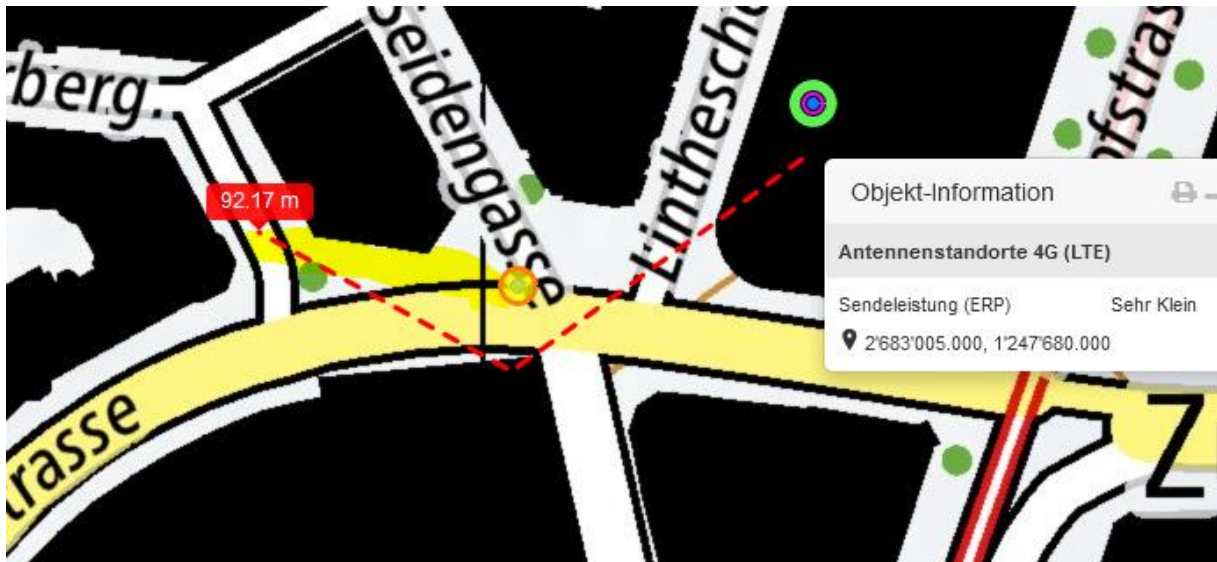 rberg.
Seidengasse
Linthesch
ofstras
92.17 m
Objekt-Information
Antennenstandorte 4G (LTE)
Sendeleistung (ERP) Sehr Klein
2'683'005.000, 1'247'680.000
trasse
Z